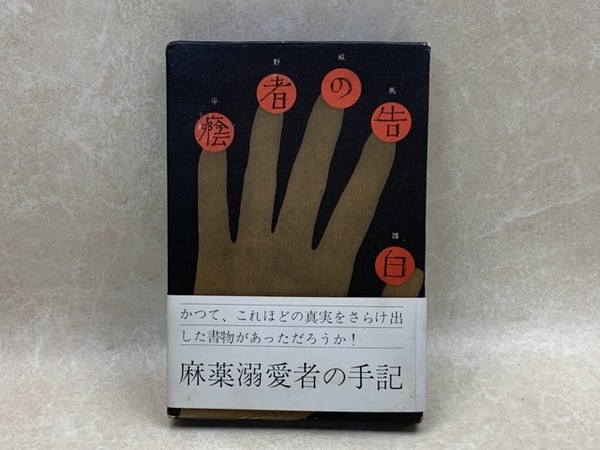 癮者の告白
平野威馬雄
かつて、これほどの真実をさらけ出
した書物があっただろうか！
麻薬溺愛者の手記